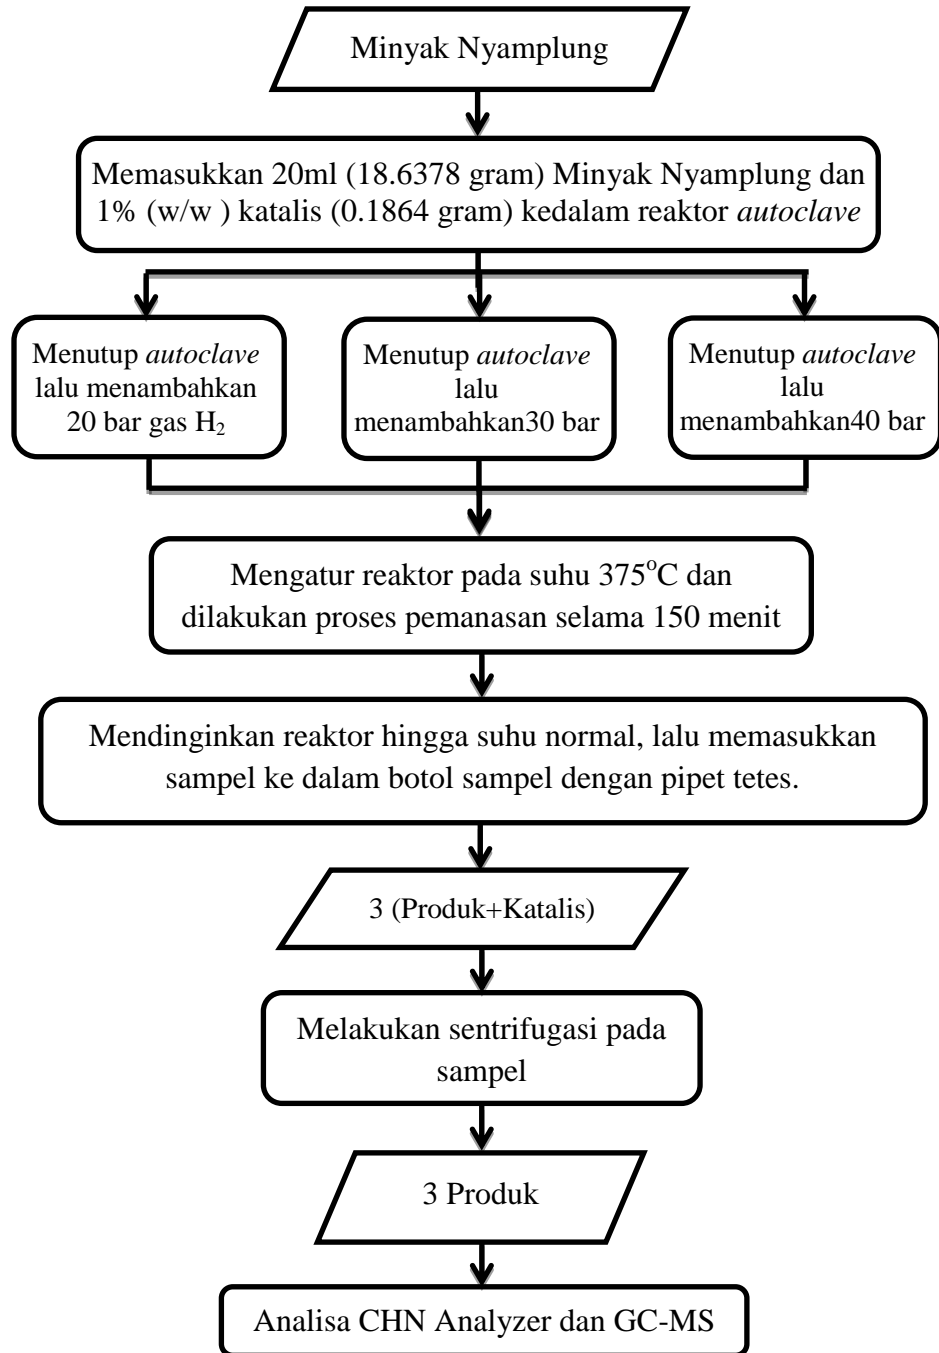 Minyak Nyamplung
Memasukkan 20ml (18.6378 gram) Minyak Nyamplung dan
1% (w/w ) katalis (0.1864 gram) kedalam reaktor autoclave
Menutup autoclave
lalu menambahkan
20 bar gas H₂
Menutup autoclave
lalu
menambahkan30 bar
Menutup autoclave
lalu
menambahkan40 bar
Mengatur reaktor pada suhu 375°C dan
dilakukan proses pemanasan selama 150 menit
Mendinginkan reaktor hingga suhu normal, lalu memasukkan
sampel ke dalam botol sampel dengan pipet tetes.
3 (Produk+Katalis)
Melakukan sentrifugasi pada
sampel
3 Produk
Analisa CHN Analyzer dan GC-MS